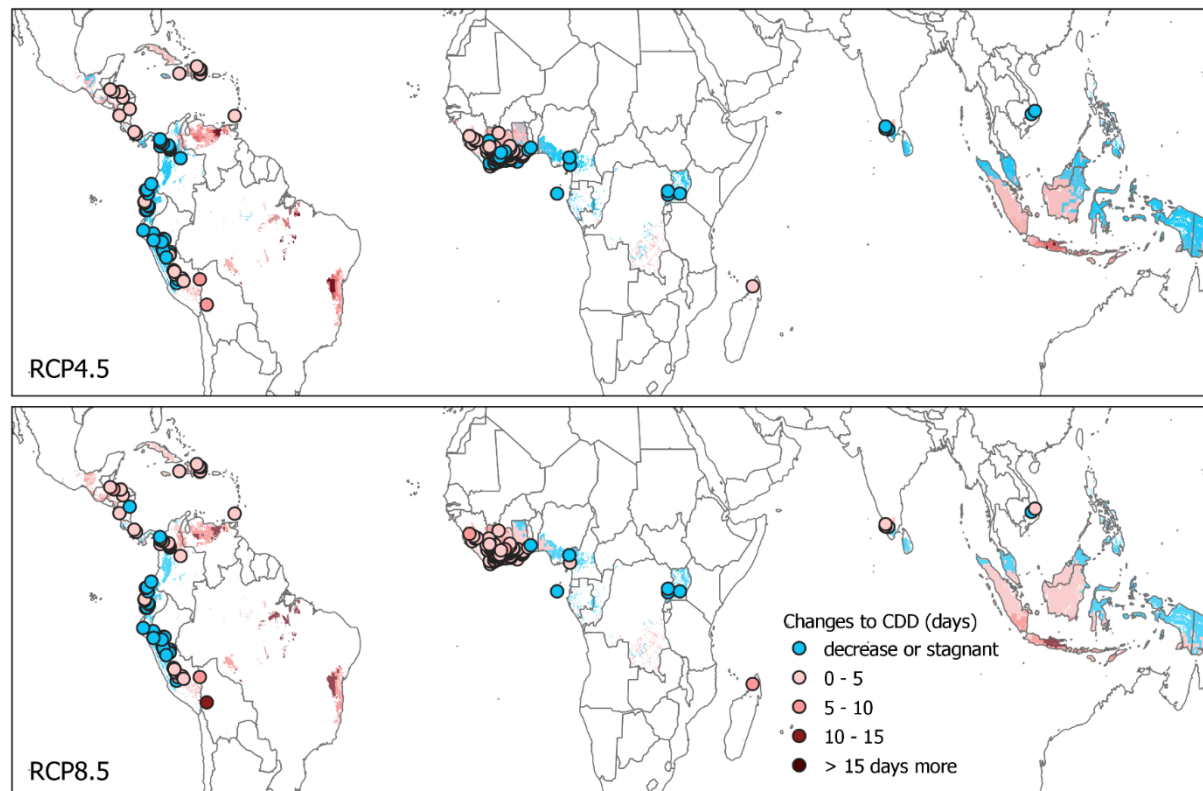 RCP4.5
Changes to CDD (days)
decrease or stagnant
0 - 5
5 - 10
10 - 15
> 15 days more
RCP8.5